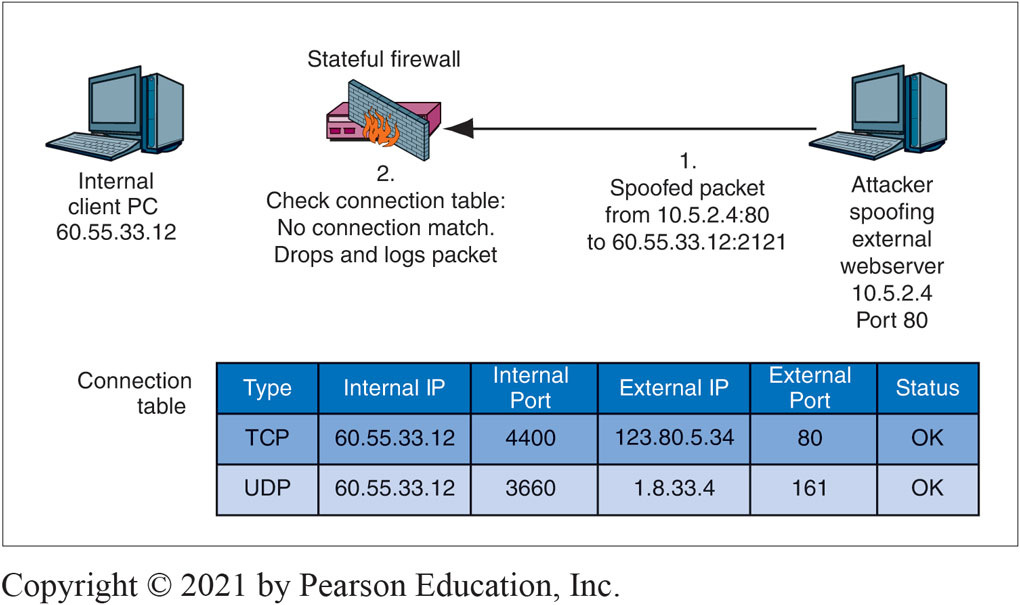 Stateful firewall
Internal
client PC
60.55.33.12
2.
Check connection table:
No connection match.
Drops and logs packet
1.
Spoofed packet
from 10.5.2.4:80
to 60.55.33.12:2121
Attacker
spoofing
external
webserver
10.5.2.4
Port 80
Connection
table
Type Internal IP Internal Port External IP External Port Status
TCP 60.55.33.12 4400 123.80.5.34 80 OK
UDP 60.55.33.12 3660 1.8.33.4 161 OK
Copyright © 2021 by Pearson Education, Inc.